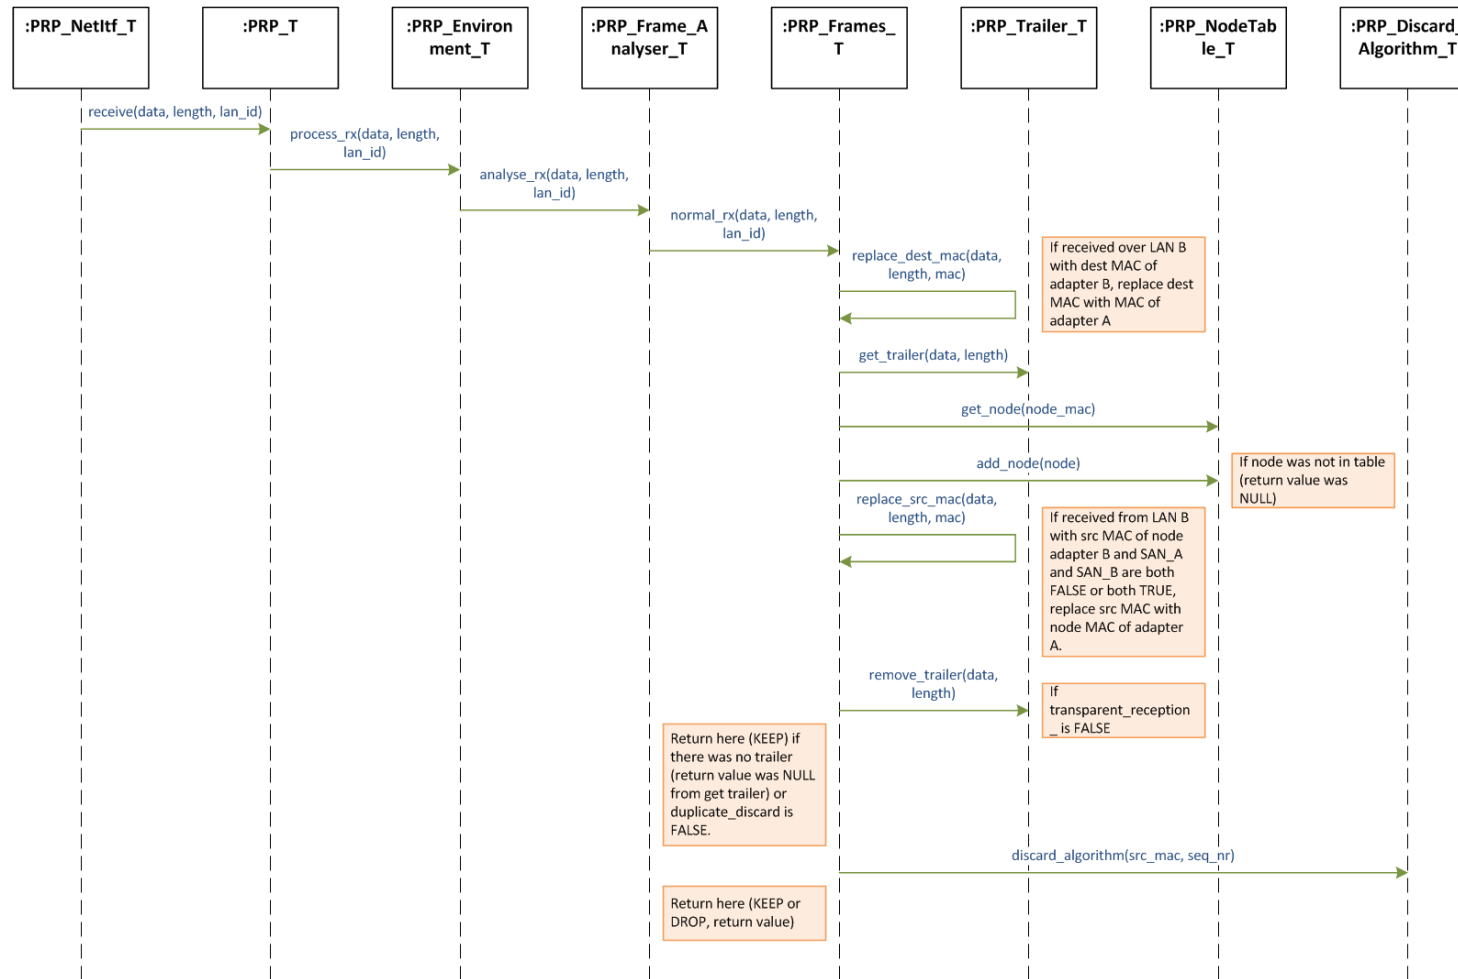 :PRP_NetItf_T
:PRP_T
:PRP_Environ
ment_T
:PRP_Frame_A
nalyser_T
:PRP_Frames_
T
:PRP_Trailer_T
:PRP_NodeTab
le_T
:PRP_Discard_
Algorithm_T
receive(data, length, lan_id)
process_rx(data, length,
lan_id)
analyse_rx(data, length,
lan_id)
normal_rx(data, length,
lan_id)
replace_dest_mac(data,
length, mac)
If received over LAN B
with dest MAC of
adapter B, replace dest
MAC with MAC of
adapter A
get_trailer(data, length)
get_node(node_mac)
add_node(node)
If node was not in table
(return value was
NULL)
replace_src_mac(data,
length, mac)
If received from LAN B
with src MAC of node
adapter B and SAN_A
and SAN_B are both
FALSE or both TRUE,
replace src MAC with
node MAC of adapter
A.
remove_trailer(data,
length)
If
transparent_reception
_ is FALSE
Return here (KEEP) if
there was no trailer
(return value was NULL
from get trailer) or
duplicate_discard is
FALSE.
discard_algorithm(src_mac, seq_nr)
Return here (KEEP or
DROP, return value)